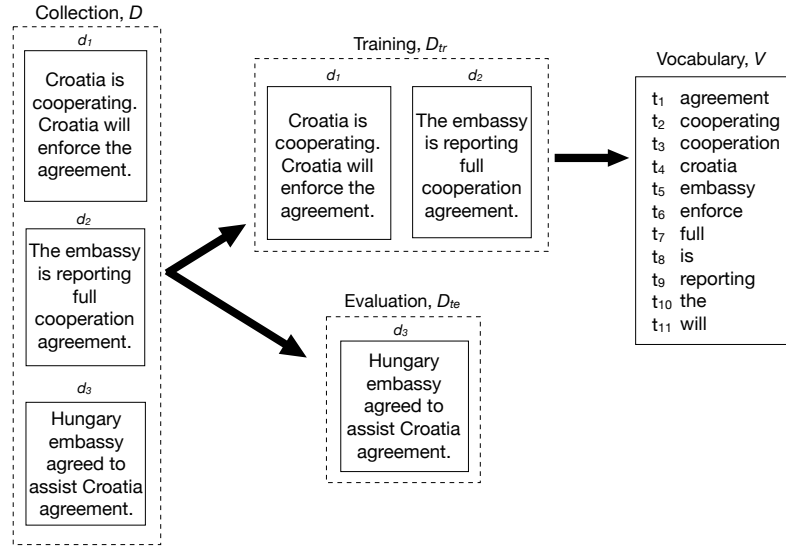 Collection, D
d1
Croatia is
cooperating.
Croatia will
enforce the
agreement.
d2
The embassy
is reporting
full
cooperation
agreement.
d3
Hungary
embassy
agreed to
assist Croatia
agreement.
Training, Dtr
d1
Croatia is
cooperating.
Croatia will
enforce the
agreement.
d2
The embassy
is reporting
full
cooperation
agreement.
Evaluation, Dte
d3
Hungary
embassy
agreed to
assist Croatia
agreement.
Vocabulary, V
t1 agreement
t2 cooperating
t3 cooperation
t4 croatia
t5 embassy
t6 enforce
t7 full
t8 is
t9 reporting
t10 the
t11 will